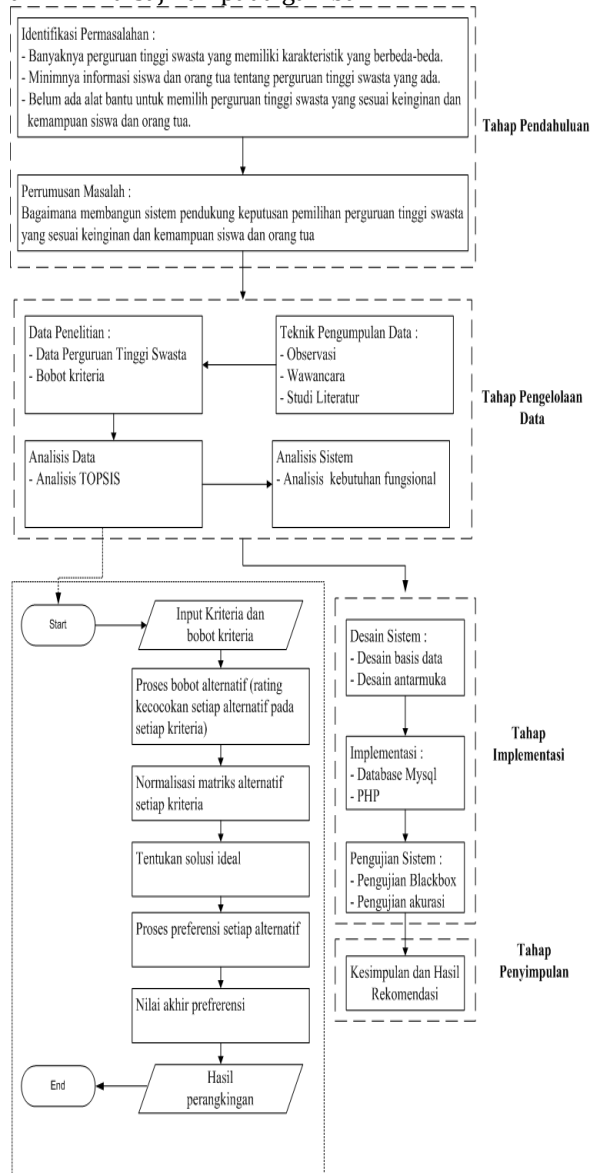 Identifikasi Permasalahan :
- Banyaknya perguruan tinggi swasta yang memiliki karakteristik yang berbeda-beda.
- Minimnya informasi siswa dan orang tua tentang perguruan tinggi swasta yang ada.
- Belum ada alat bantu untuk memilih perguruan tinggi swasta yang sesuai keinginan dan
kemampuan siswa dan orang tua.
Tahap Pendahuluan
Perrumusan Masalah :
Bagaimana membangun sistem pendukung keputusan pemilihan perguruan tinggi swasta
yang sesuai keinginan dan kemampuan siswa dan orang tua
Data Penelitian :
- Data Perguruan Tinggi Swasta
- Bobot kriteria
Teknik Pengumpulan Data :
- Observasi
- Wawancara
- Studi Literatur
Tahap Pengelolaan
Data
Analisis Data
- Analisis TOPSIS
Analisis Sistem
- Analisis kebutuhan fungsional
Start
Input Kriteria dan
bobot kriteria
Proses bobot alternatif (rating
kecocokan setiap alternatif pada
setiap kriteria)
Normalisasi matriks alternatif
setiap kriteria
Tentukan solusi ideal
Proses preferensi setiap alternatif
Nilai akhir prefrerensi
Hasil
perangkingan
End
Desain Sistem :
- Desain basis data
- Desain antarmuka
Tahap
Implementasi
Implementasi :
- Database Mysql
- PHP
Pengujian Sistem :
- Pengujian Blackbox
- Pengujian akurasi
Tahap
Penyimpulan
Kesimpulan dan Hasil
Rekomendasi